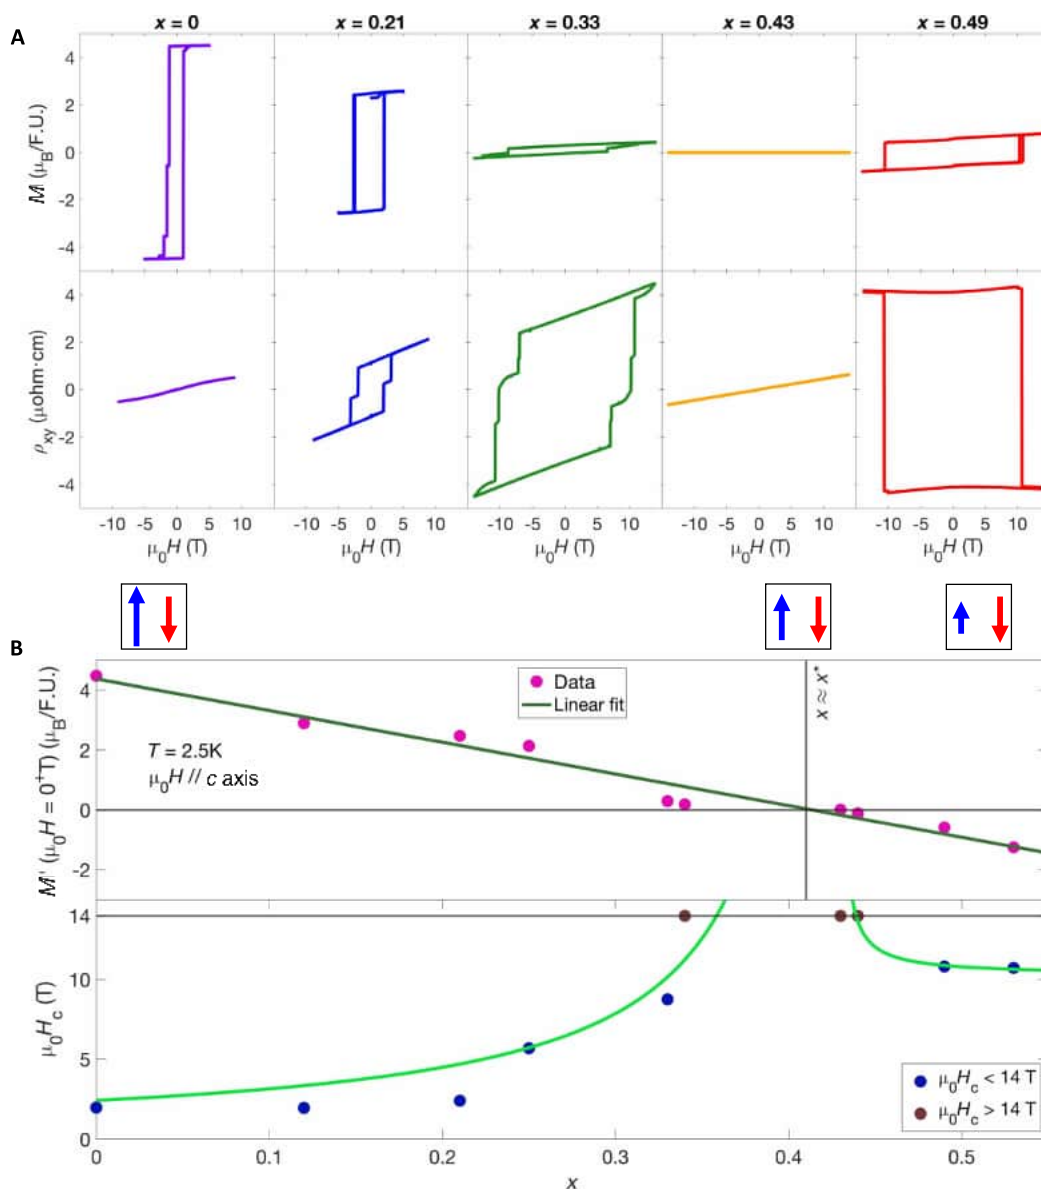 x = 0 x = 0.21 x = 0.33 x = 0.43 x = 0.49
A
M (μB/F.U.)
4
2
0
-2
-4
ρxy (μohm·cm)
4
2
0
-2
-4
-10 -5 0 5 10 -10 -5 0 5 10 -10 -5 0 5 10 -10 -5 0 5 10 -10 -5 0 5 10
μ0H (T) μ0H (T) μ0H (T) μ0H (T) μ0H (T)
B
M' (μ0H = 0+T) (μB/F.U.)
4
2
0
-2
Data
Linear fit
x ≈ x*
T = 2.5K
μ0H // c axis
μ0Hc (T)
14
10
5
0
μ0Hc < 14 T
μ0Hc > 14 T
0 0.1 0.2 0.3 0.4 0.5
x